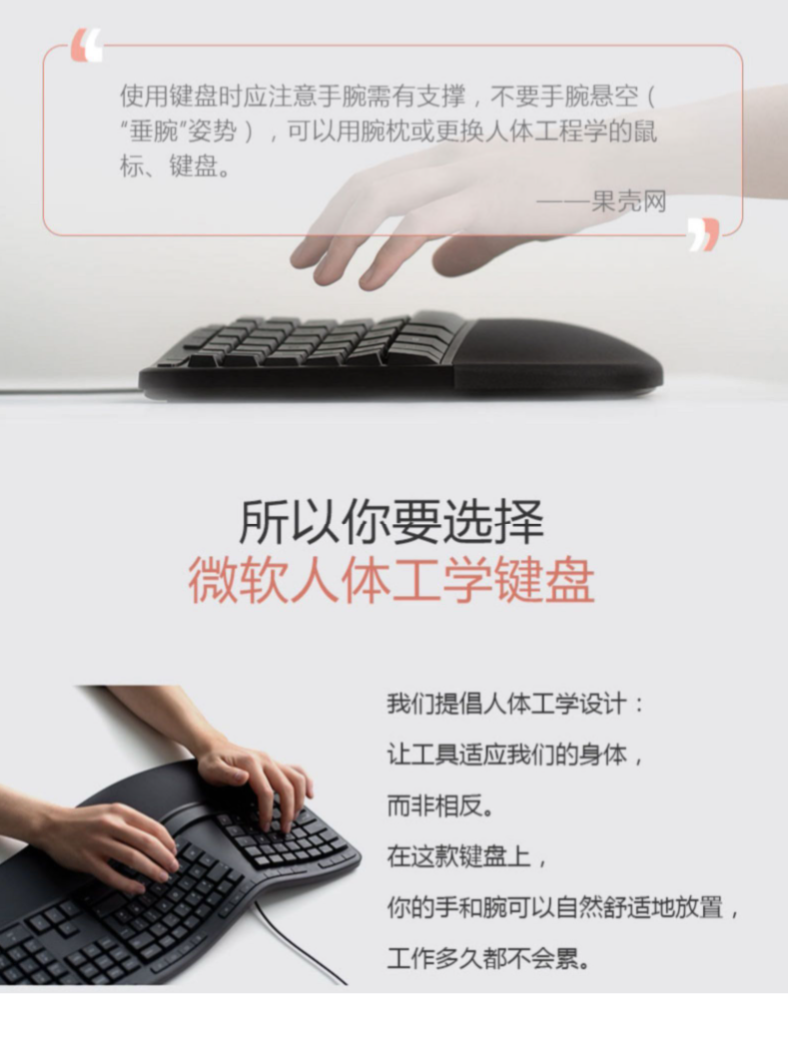 使用键盘时应注意手腕需有支撑，不要手腕悬空（
“垂腕”姿势），可以用腕枕或更换人体工程学的鼠
标、键盘。
——果壳网
所以你要选择
微软人体工学键盘
我们提倡人体工学设计：
让工具适应我们的身体，
而非相反。
在这款键盘上，
你的手和腕可以自然舒适地放置，
工作多久都不会累。